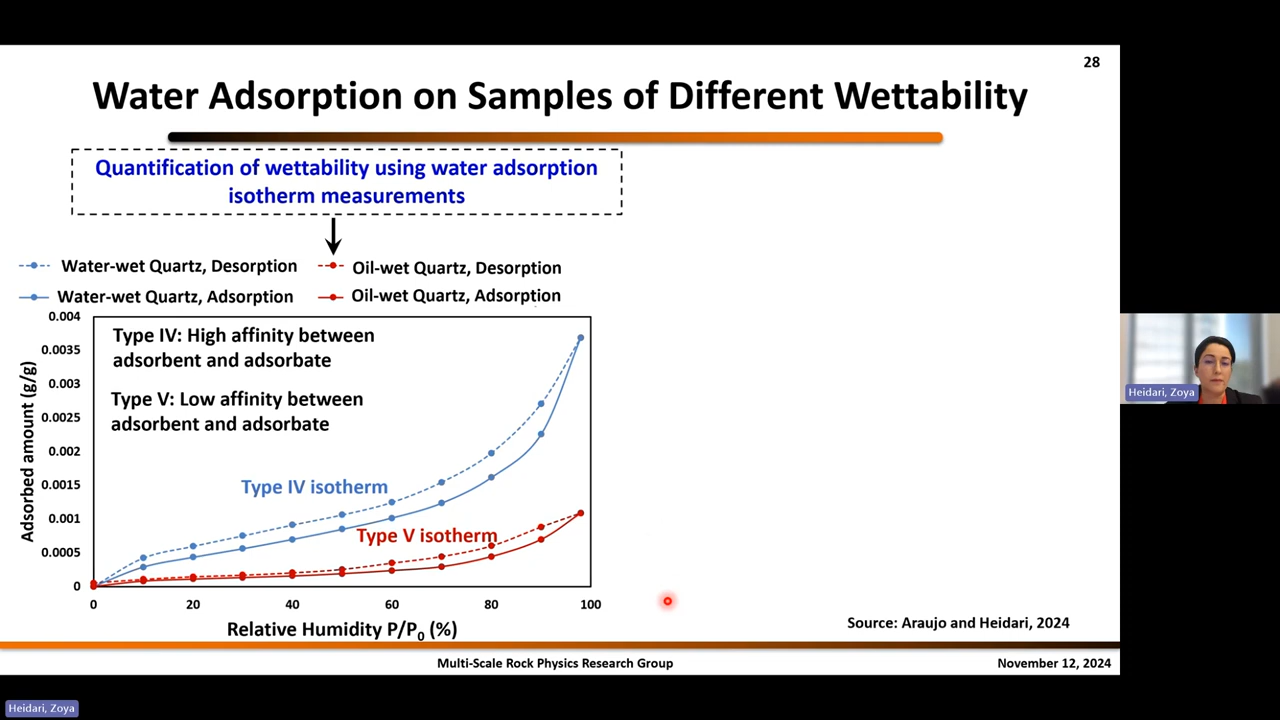 28
Water Adsorption on Samples of Different Wettability
Quantification of wettability using water adsorption
isotherm measurements
Water-wet Quartz, Desorption
Oil-wet Quartz, Desorption
Water-wet Quartz, Adsorption
Oil-wet Quartz, Adsorption
0.004
0.0035
0.003
0.0025
0.002
0.0015
0.001
0.0005
0
Adsorbed amount (g/g)
Type IV: High affinity between
adsorbent and adsorbate
Type V: Low affinity between
adsorbent and adsorbate
Type IV isotherm
Type V isotherm
0 20 40 60 80 100
Relative Humidity P/P₀ (%)
Source: Araujo and Heidari, 2024
Multi-Scale Rock Physics Research Group
November 12, 2024
Heidari, Zoya
Heidari, Zoya